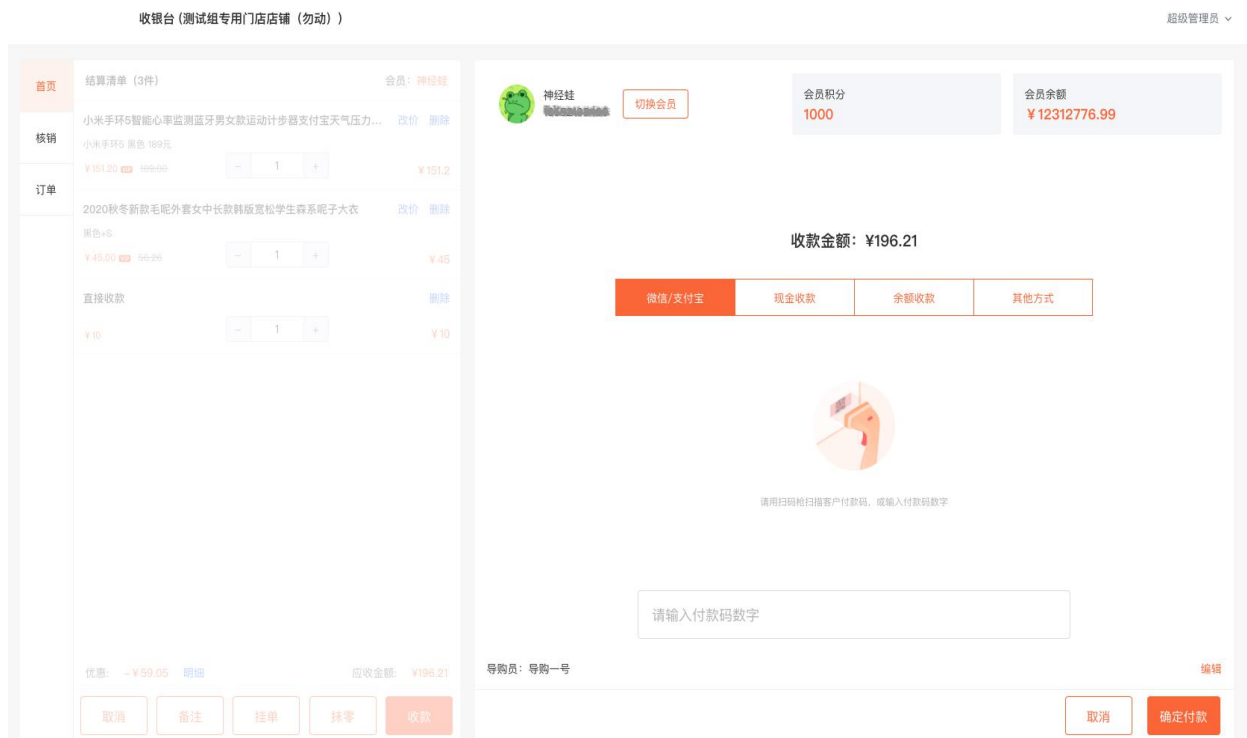 收银台 (测试组专用门店店铺（勿动）)
超级管理员
首页
核销
订单
结算清单（3件）
会员：神经蛙
小米手环5智能心率监测蓝牙男女款运动计步器支付宝天气压力...
改价 删除
小米手环5 黑色 189元
¥151.20
189.00
- 1 +
¥151.2
2020秋冬新款毛呢外套女中长款韩版宽松学生森系呢子大衣
改价 删除
黑色+S
¥45.00
56.26
- 1 +
¥45
直接收款
删除
¥10
- 1 +
¥10
优惠: -¥59.05 明细
应收金额: ¥196.21
取消
备注
挂单
抹零
收款
神经蛙
切换会员
会员积分
1000
会员余额
¥12312776.99
收款金额：¥196.21
微信/支付宝
现金收款
余额收款
其他方式
请用扫码枪扫描客户付款码，或输入付款码数字
请输入付款码数字
导购员：导购一号
编辑
取消
确定付款